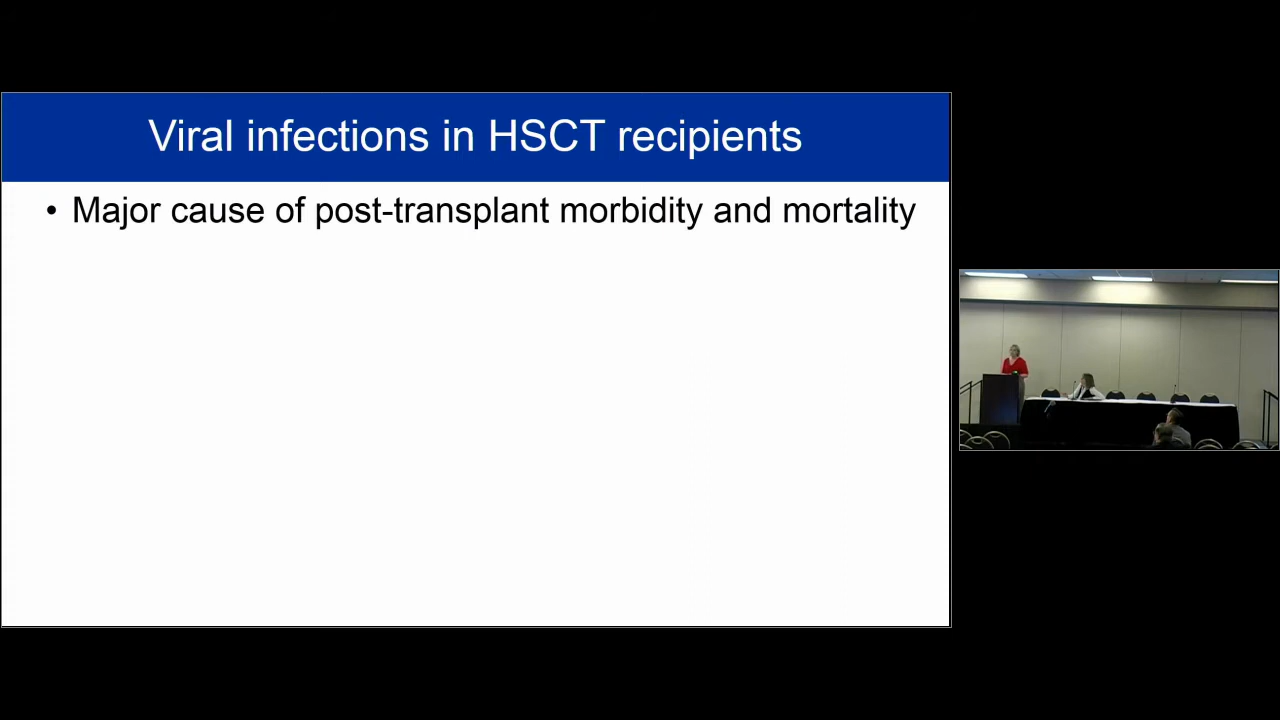 Viral infections in HSCT recipients
• Major cause of post-transplant morbidity and mortality